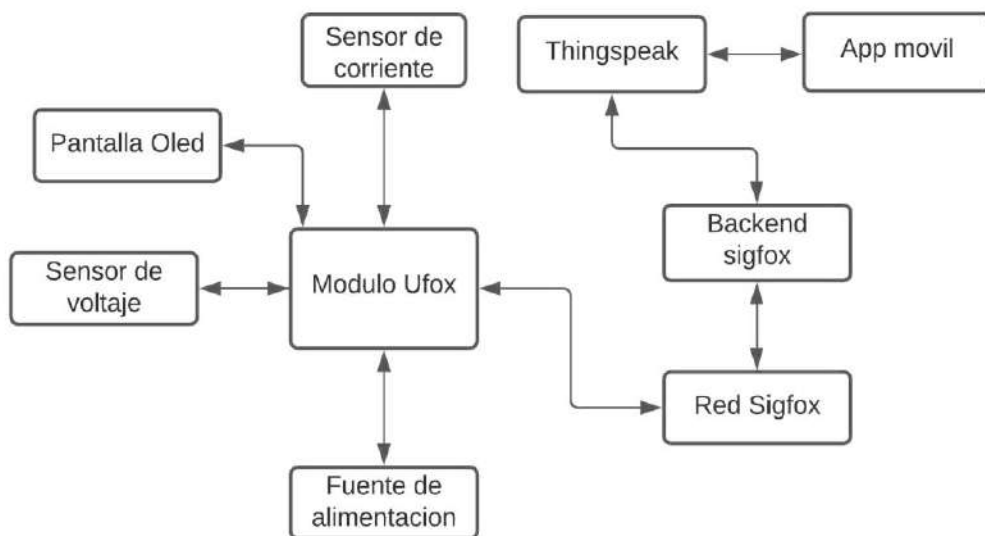 Sensor de
corriente
Thingspeak
App movil
Pantalla Oled
Backend
sigfox
Sensor de
voltaje
Modulo Ufox
Red Sigfox
Fuente de
alimentacion